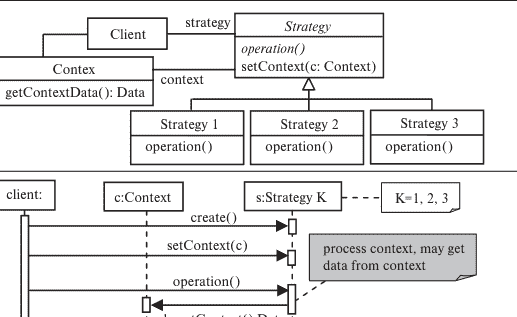 strategy
Client
Strategy
operation()
setContext(c: Context)
Contex
getContextData(): Data
context
Strategy 1
operation()
Strategy 2
operation()
Strategy 3
operation()
client:
c:Context
s:Strategy K
K=1, 2, 3
create()
setContext(c)
process context, may get
data from context
operation()